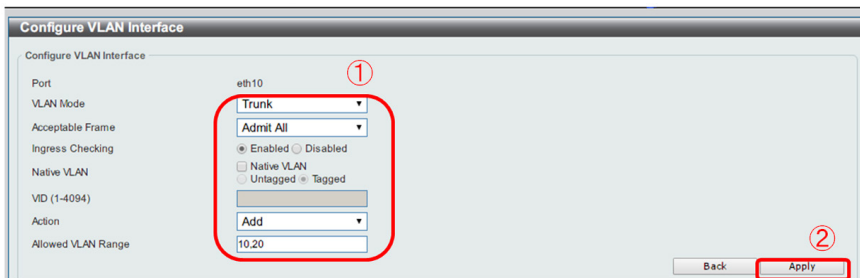 Configure VLAN Interface
Configure VLAN Interface
①
Port eth10
VLAN Mode Trunk
Acceptable Frame Admit All
Ingress Checking Enabled Disabled
Native VLAN Native VLAN
Untagged Tagged
VID (1-4094)
Action Add
Allowed VLAN Range 10,20
②
Back Apply